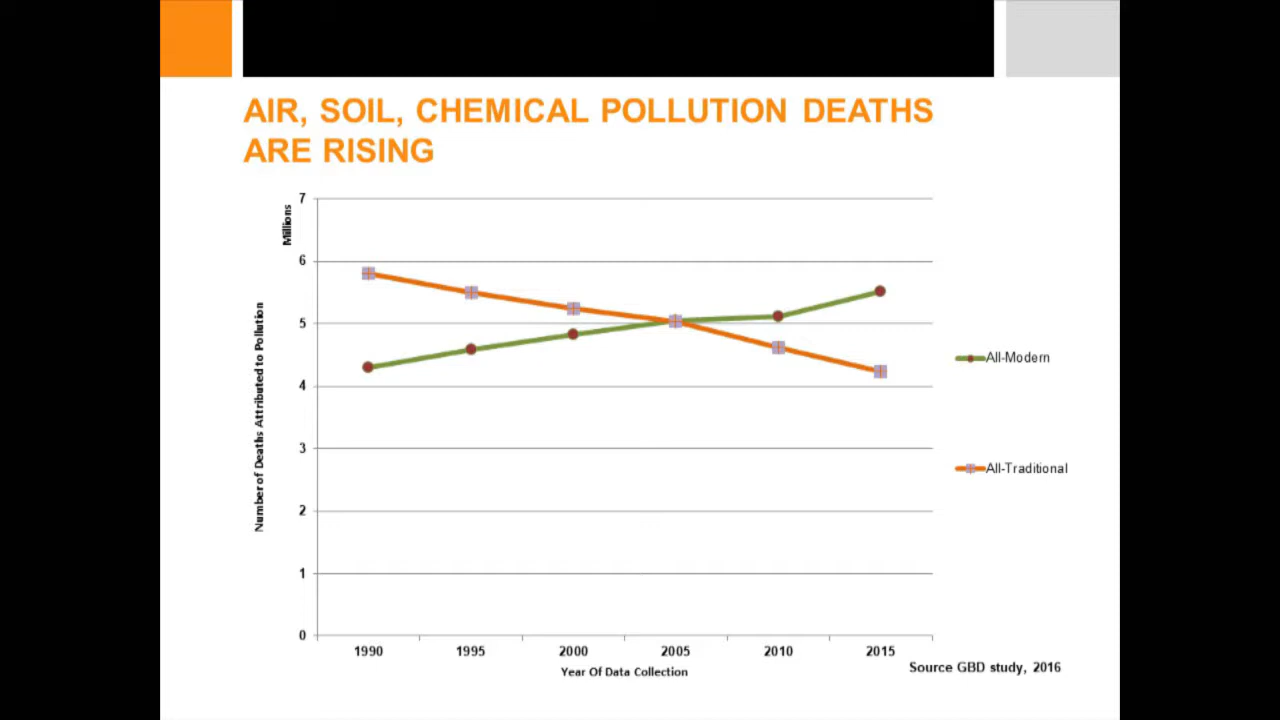 AIR, SOIL, CHEMICAL POLLUTION DEATHS
ARE RISING
Millions
Number of Deaths Attributed to Pollution
7
6
5
4
3
2
1
0
1990 1995 2000 2005 2010 2015
Year Of Data Collection
All-Modern
All-Traditional
Source GBD study, 2016